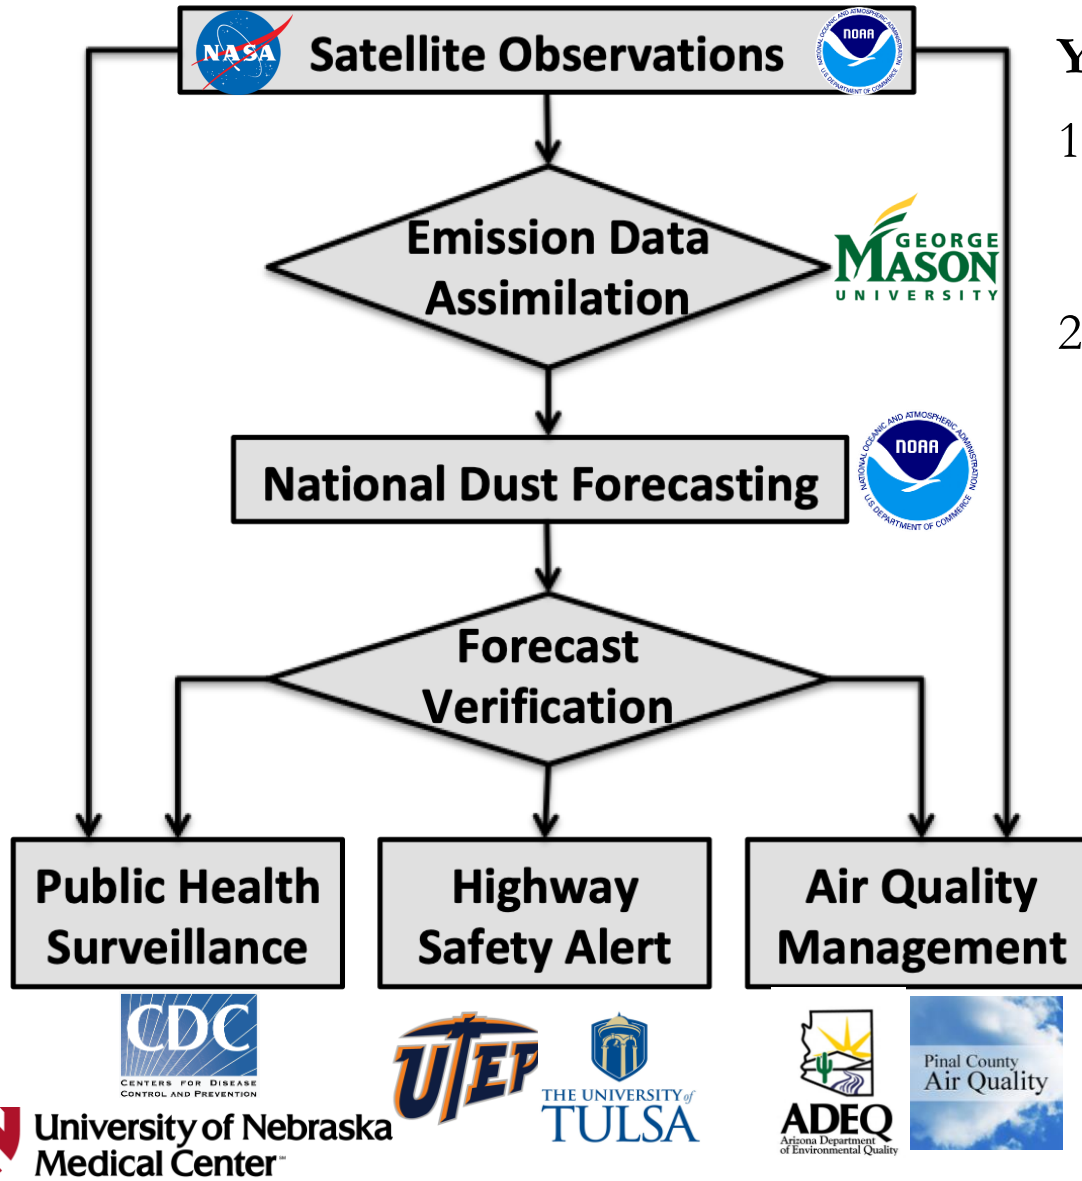 NASA
Satellite Observations
NATIONAL OCEANIC AND ATMOSPHERIC ADMINISTRATION
NOAA
U.S. DEPARTMENT OF COMMERCE
Y
1
Emission Data
Assimilation
GEORGE
MASON
UNIVERSITY
2
National Dust Forecasting
NATIONAL OCEANIC AND ATMOSPHERIC ADMINISTRATION
NOAA
U.S. DEPARTMENT OF COMMERCE
Forecast
Verification
Public Health
Surveillance
Highway
Safety Alert
Air Quality
Management
CDC
CENTERS FOR DISEASE
CONTROL AND PREVENTION
University of Nebraska
Medical Center
UTEP
THE UNIVERSITY of
TULSA
ADEQ
Arizona Department
of Environmental Quality
Pinal County
Air Quality